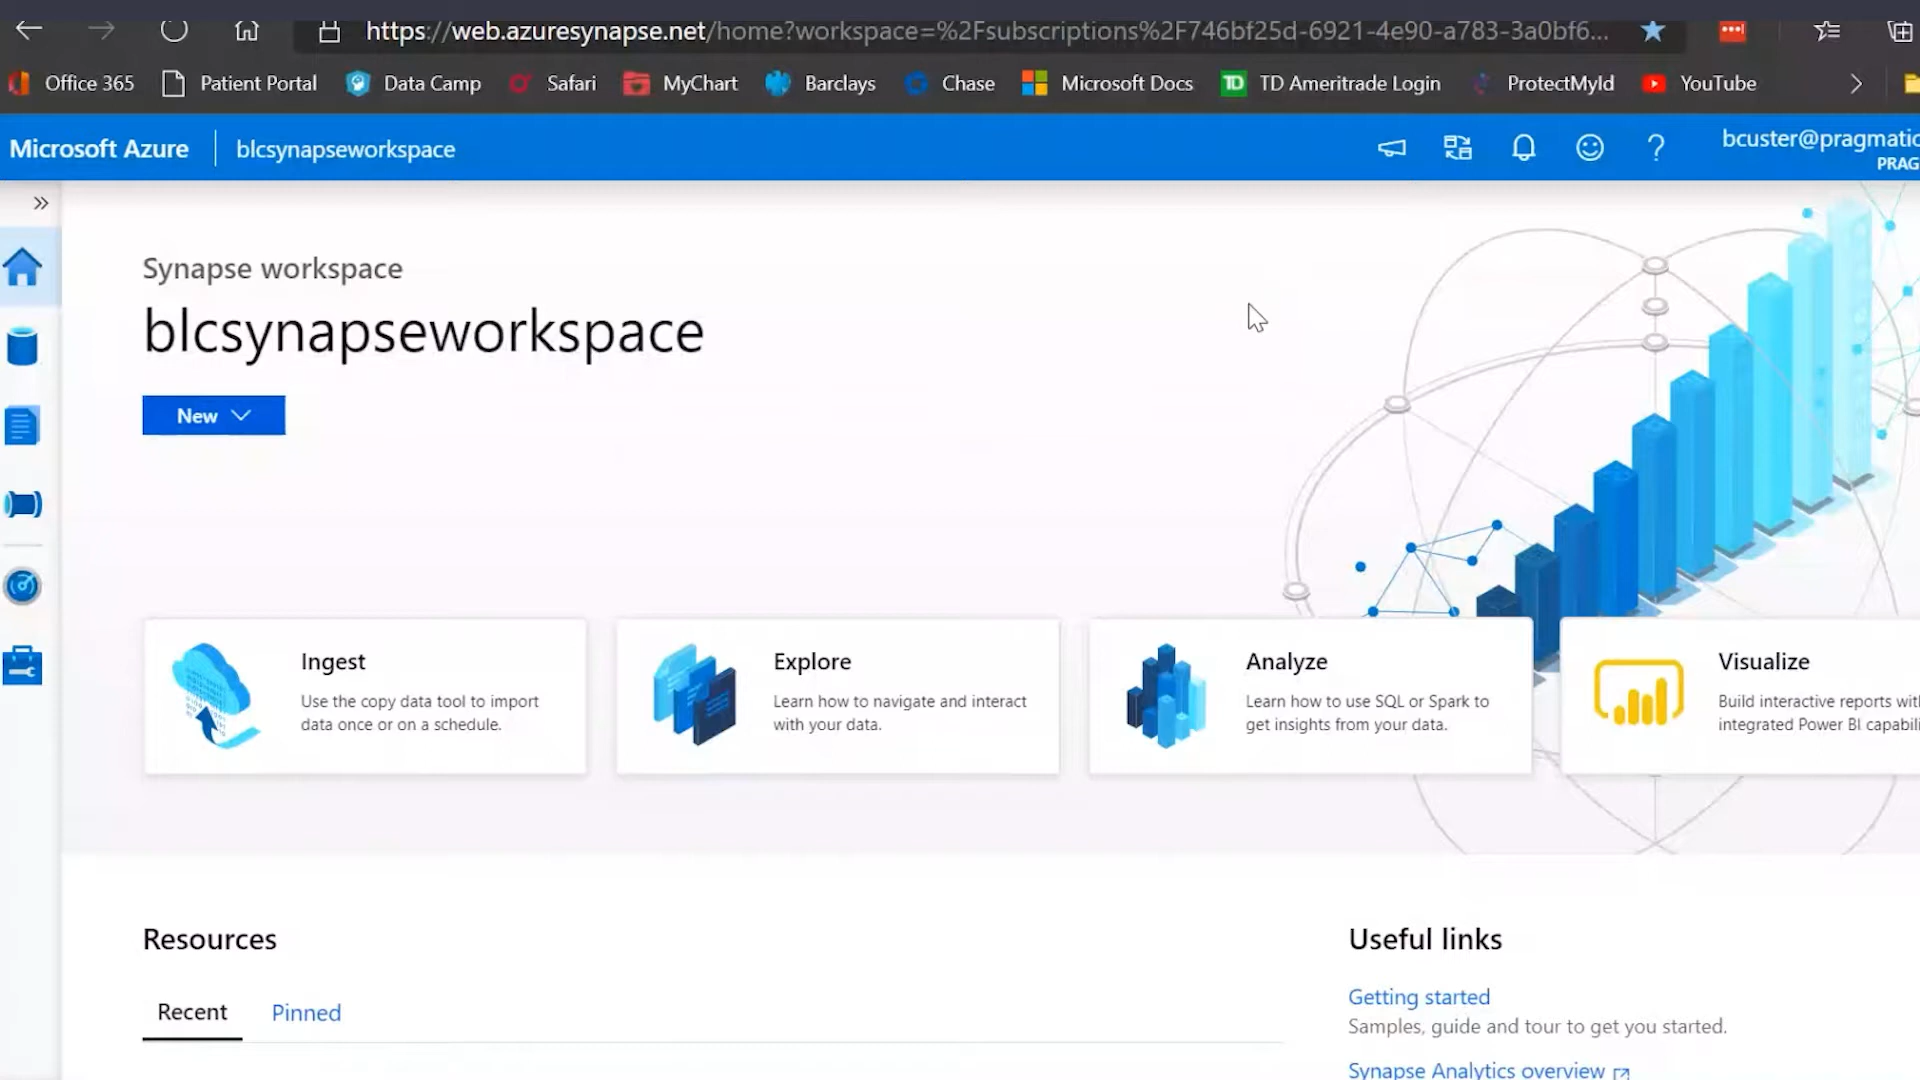 https://web.azuresynapse.net/home?workspace=%2Fsubscriptions%2F746bf25d-6921-4e90-a783-3a0bf6...
Office 365 Patient Portal Data Camp Safari MyChart Barclays Chase Microsoft Docs TD TD Ameritrade Login ProtectMyId YouTube
Microsoft Azure blcsynapseworkspace
bcuster@pragmatic
PRAG
Synapse workspace
blcsynapseworkspace
New
Ingest
Use the copy data tool to import
data once or on a schedule.
Explore
Learn how to navigate and interact
with your data.
Analyze
Learn how to use SQL or Spark to
get insights from your data.
Visualize
Build interactive reports with
integrated Power BI capabili
Resources
Recent Pinned
Useful links
Getting started
Samples, guide and tour to get you started.
Synapse Analytics overview